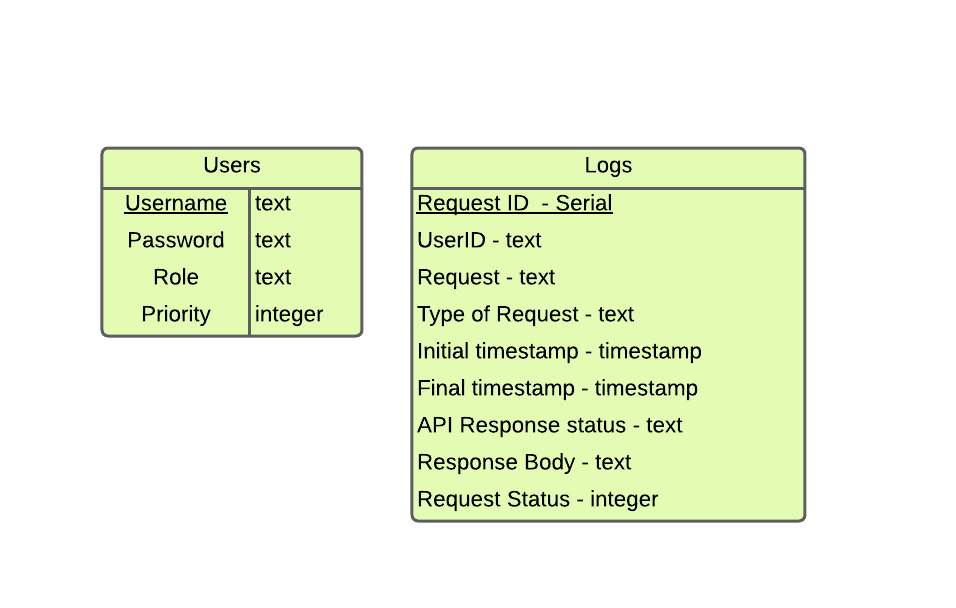 Users
Username text
Password text
Role text
Priority integer
Logs
Request ID  - Serial
UserID - text
Request - text
Type of Request - text
Initial timestamp - timestamp
Final timestamp - timestamp
API Response status - text
Response Body - text
Request Status - integer